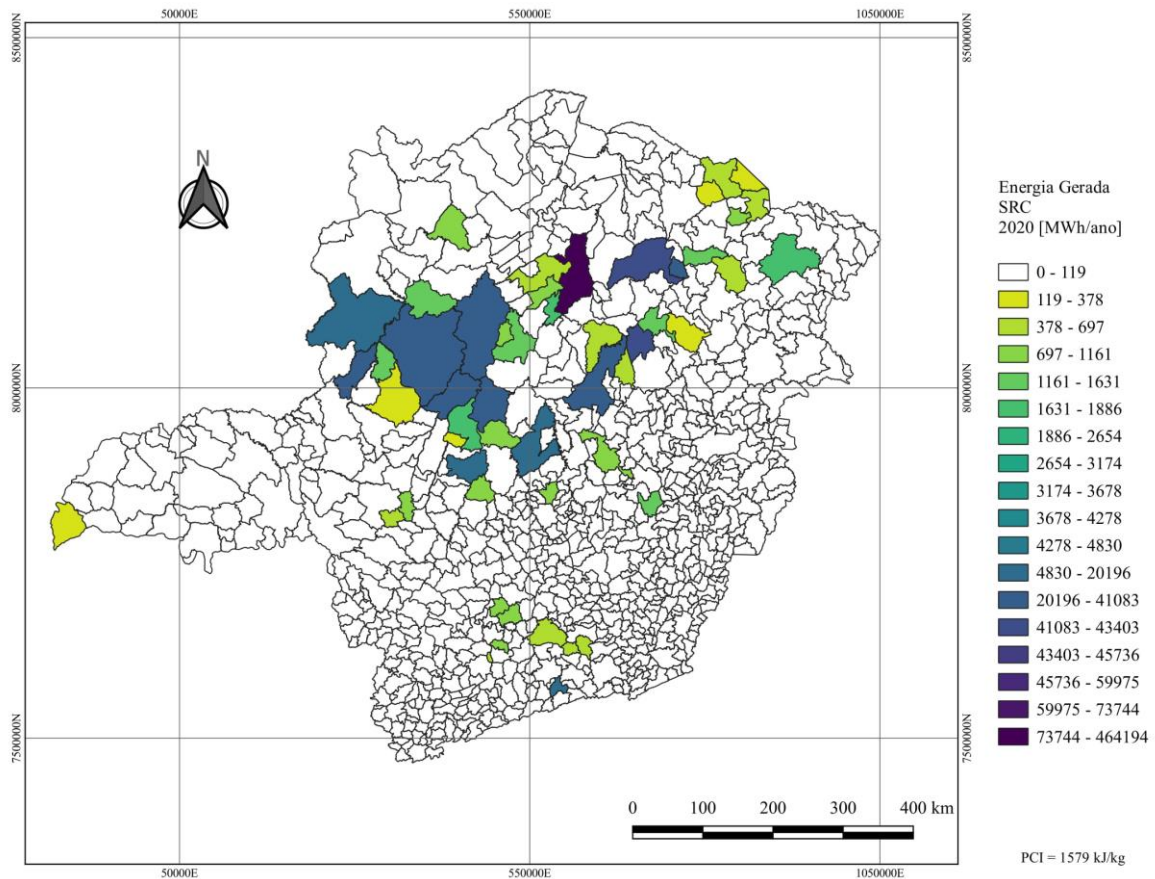 50000E 550000E 1050000E
8500000N 8500000N
N
Energia Gerada
SRC
2020 [MWh/ano]
0 - 119
119 - 378
378 - 697
697 - 1161
1161 - 1631
1631 - 1886
1886 - 2654
2654 - 3174
3174 - 3678
3678 - 4278
4278 - 4830
4830 - 20196
20196 - 41083
41083 - 43403
43403 - 45736
45736 - 59975
59975 - 73744
73744 - 464194
8000000N 8000000N
7500000N 7500000N
0 100 200 300 400 km
PCI = 1579 kJ/kg
50000E 550000E 1050000E